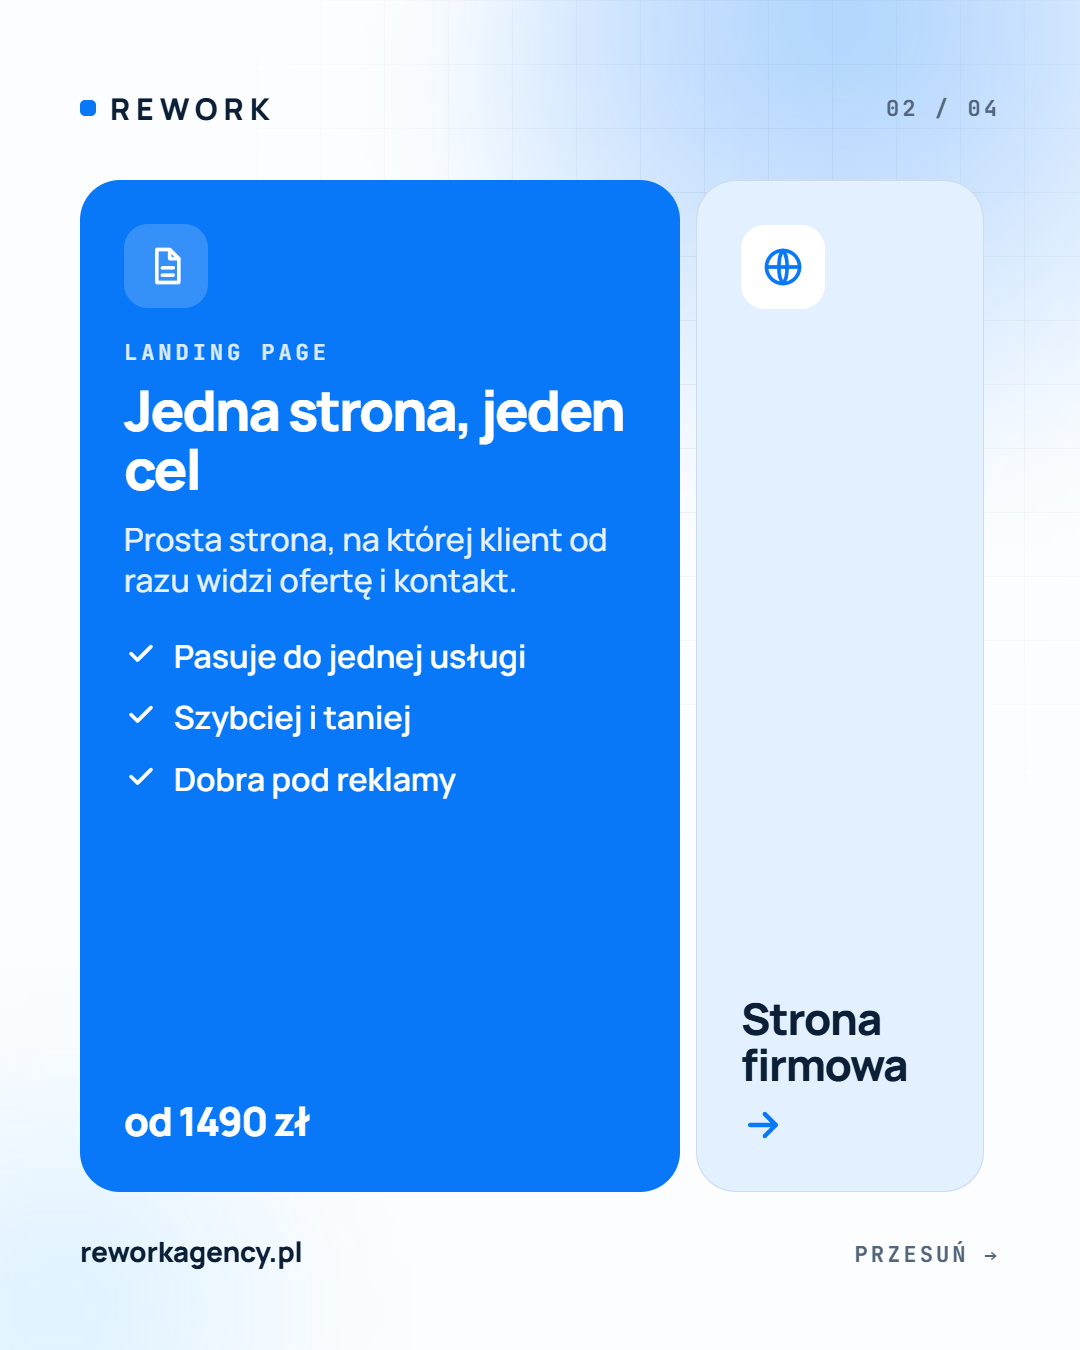 REWORK
02 / 04
LANDING PAGE
Jedna strona, jeden
cel
Prosta strona, na której klient od
razu widzi ofertę i kontakt.
Pasuje do jednej usługi
Szybciej i taniej
Dobra pod reklamy
od 1490 zł
Strona
firmowa
→
reworkagency.pl
PRZESUŃ →